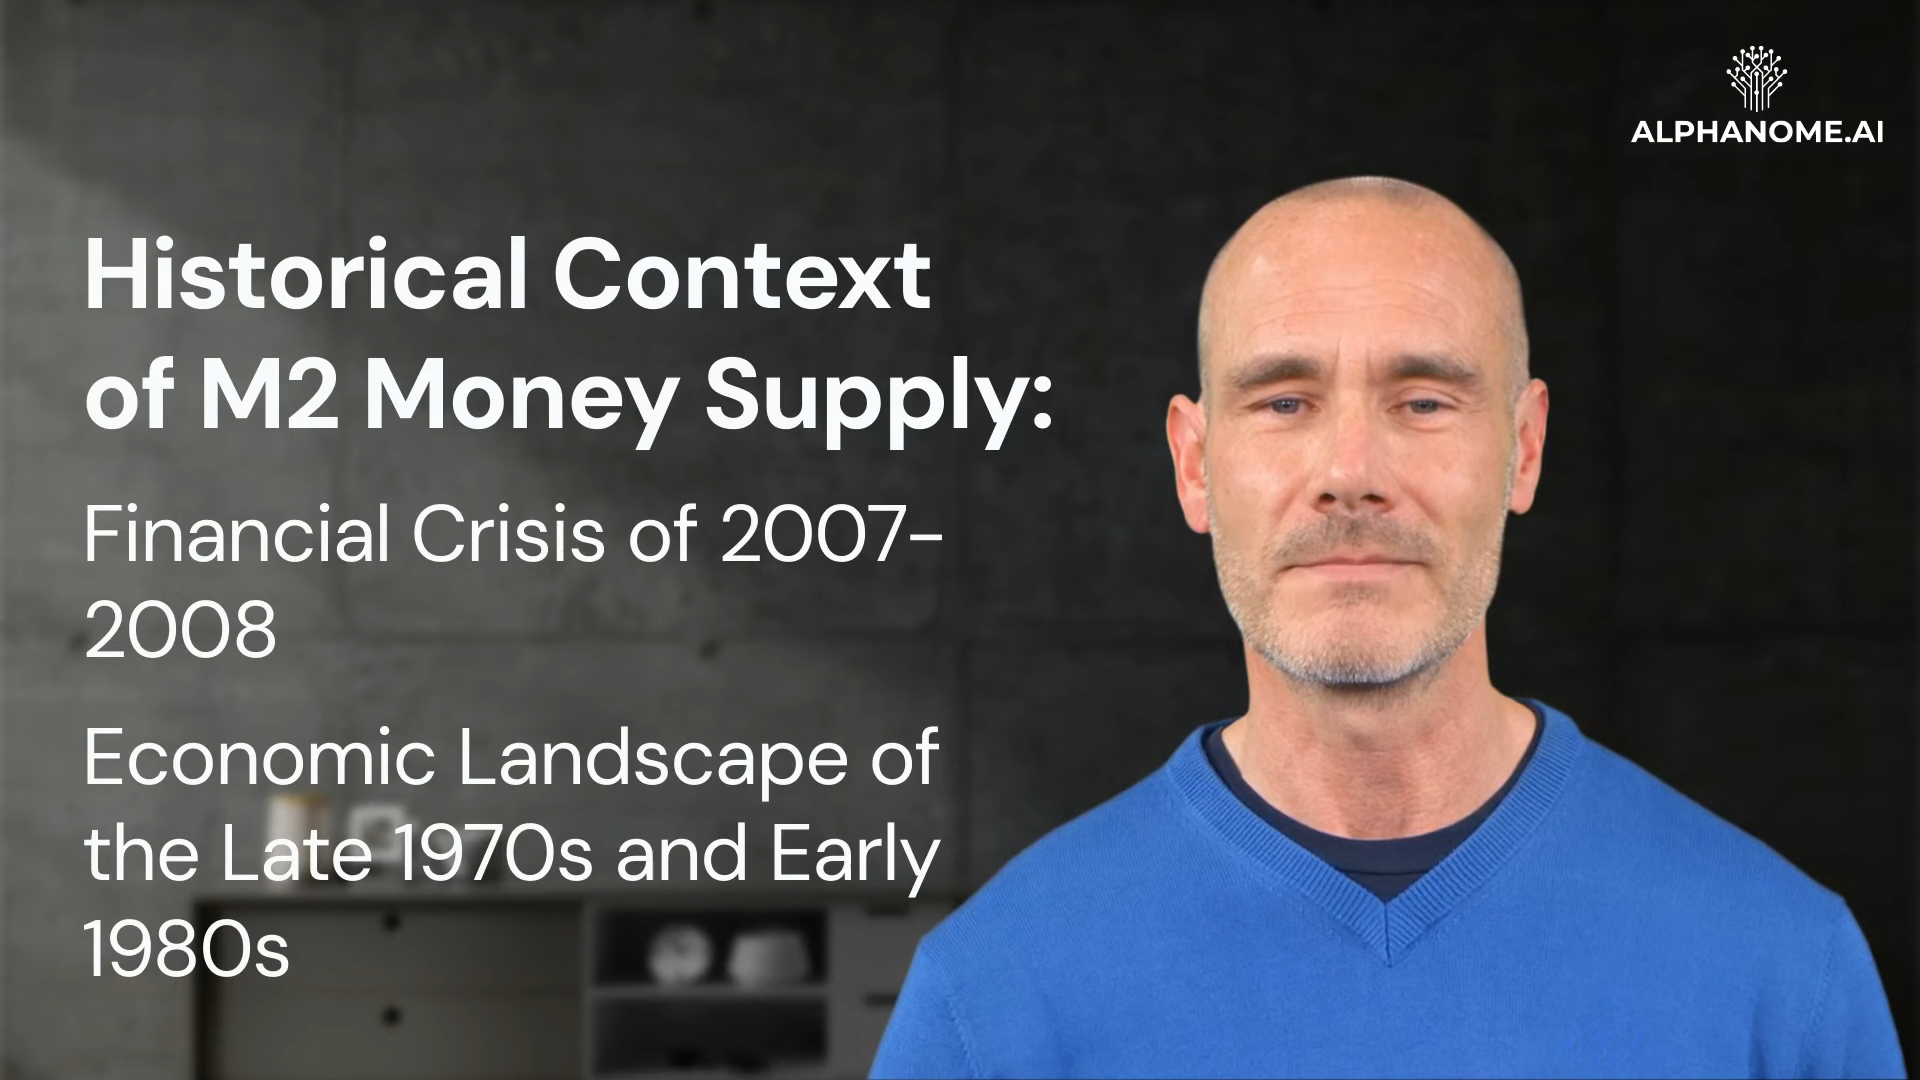 ALPHANOME.AI
Historical Context
of M2 Money Supply:
Financial Crisis of 2007–
2008
Economic Landscape of
the Late 1970s and Early
1980s